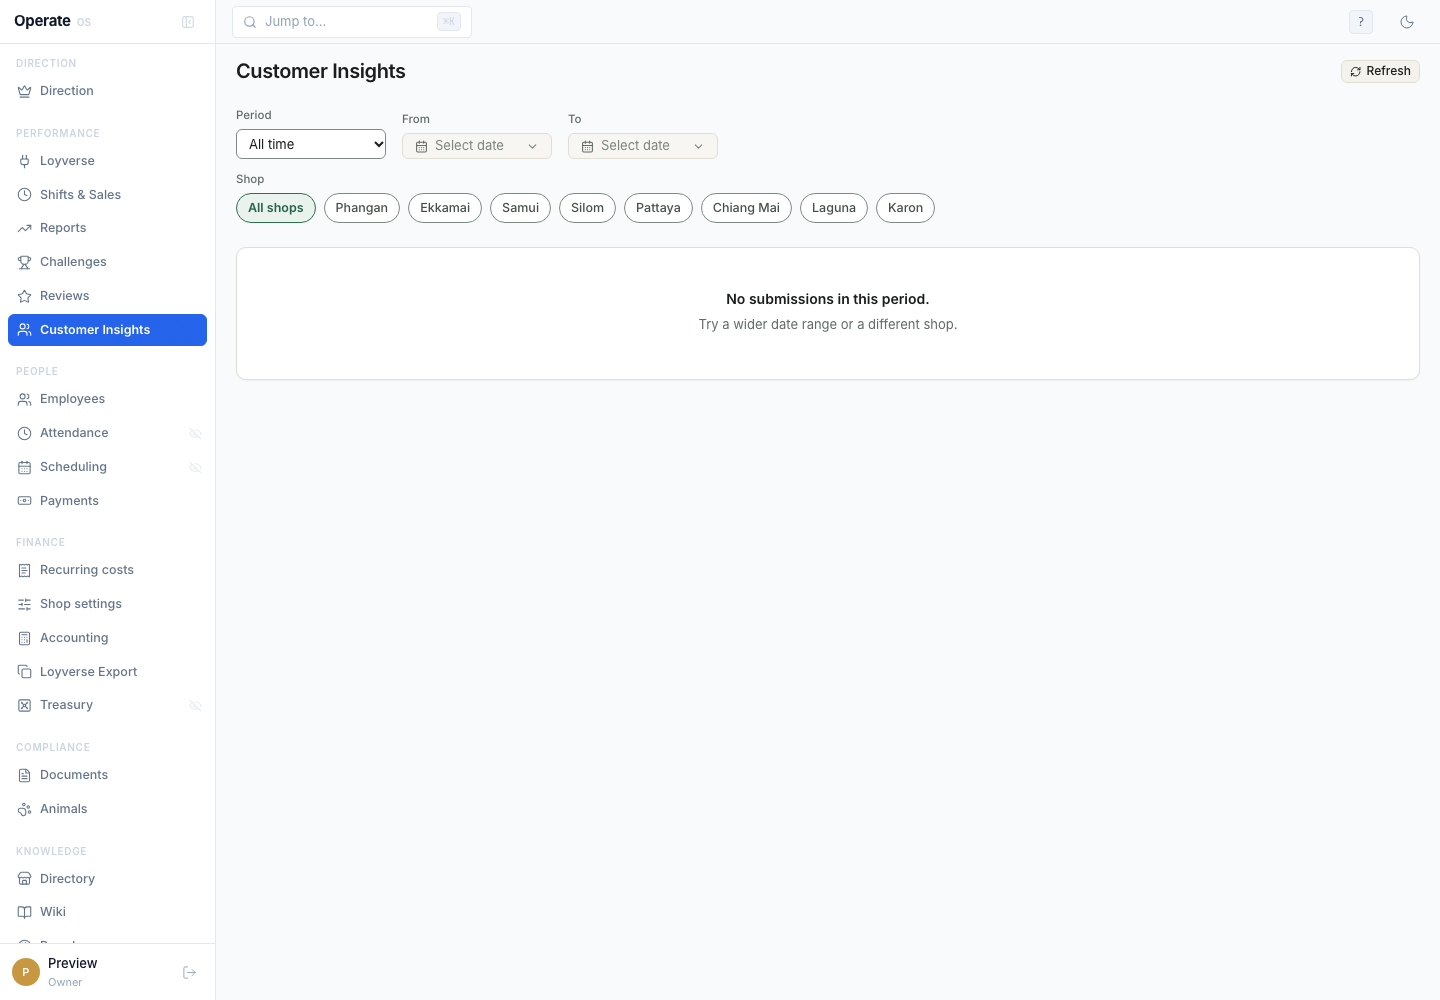 Operate OS
Jump to...
⌘K
?
DIRECTION
Direction
PERFORMANCE
Loyverse
Shifts & Sales
Reports
Challenges
Reviews
Customer Insights
PEOPLE
Employees
Attendance
Scheduling
Payments
FINANCE
Recurring costs
Shop settings
Accounting
Loyverse Export
Treasury
COMPLIANCE
Documents
Animals
KNOWLEDGE
Directory
Wiki
P
Preview
Owner
Customer Insights
Refresh
Period
From
To
All time
Select date
Select date
Shop
All shops
Phangan
Ekkamai
Samui
Silom
Pattaya
Chiang Mai
Laguna
Karon
No submissions in this period.
Try a wider date range or a different shop.